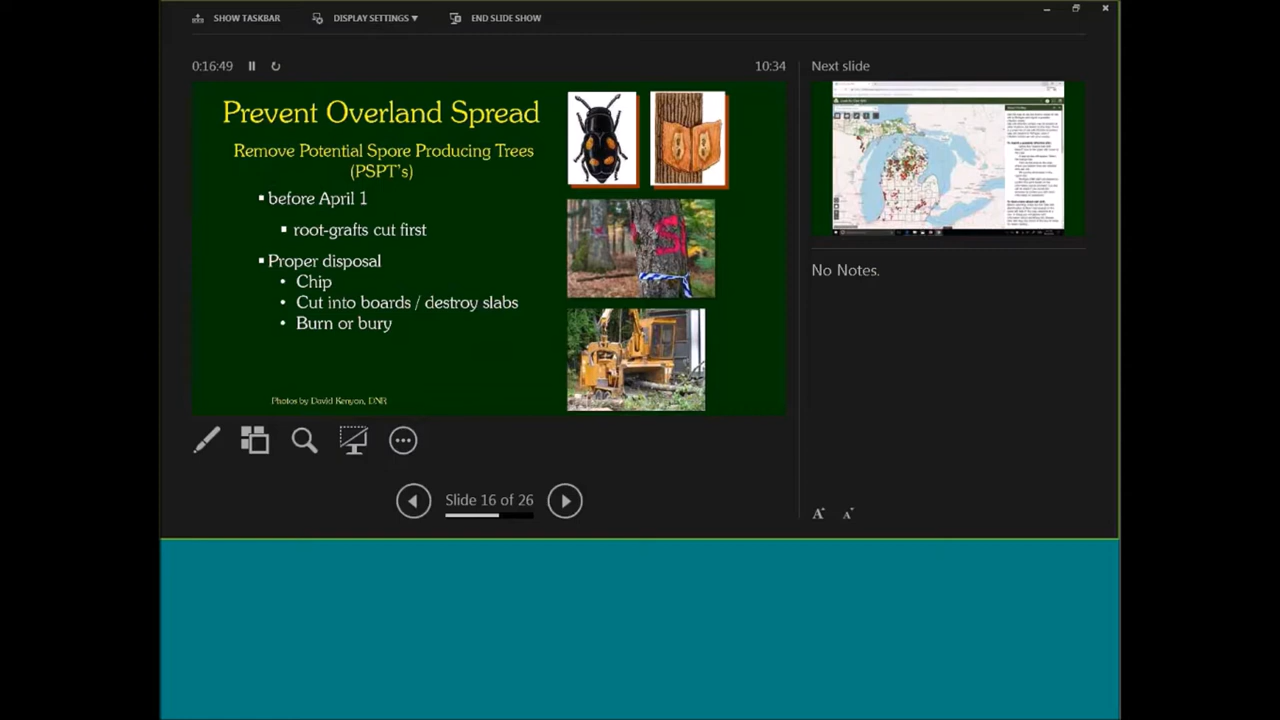 SHOW TASKBAR
DISPLAY SETTINGS ▼
END SLIDE SHOW
0:16:49
10:34
Next slide
Prevent Overland Spread
Remove Potential Spore Producing Trees
(PSPT's)
▪ before April 1
▪ root-grafts cut first
▪ Proper disposal
• Chip
• Cut into boards / destroy slabs
• Burn or bury
Photos by David Kenyon, DNR
No Notes.
Slide 16 of 26
A A